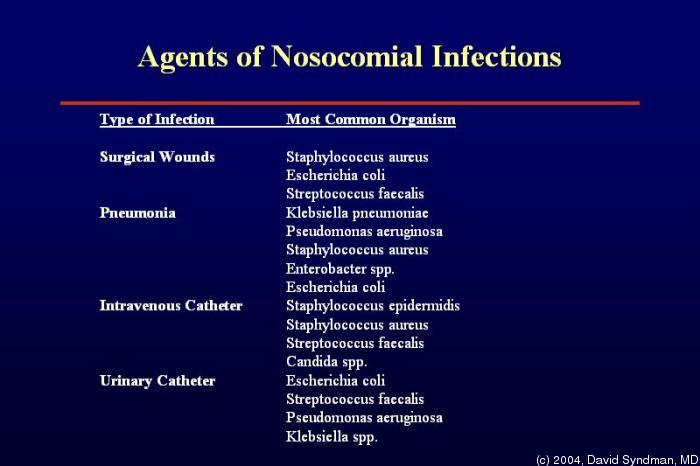 Agents of Nosocomial Infections
Type of Infection Most Common Organism
Surgical Wounds Staphylococcus aureus
Escherichia coli
Streptococcus faecalis
Pneumonia Klebsiella pneumoniae
Pseudomonas aeruginosa
Staphylococcus aureus
Enterobacter spp.
Escherichia coli
Intravenous Catheter Staphylococcus epidermidis
Staphylococcus aureus
Streptococcus faecalis
Candida spp.
Urinary Catheter Escherichia coli
Streptococcus faecalis
Pseudomonas aeruginosa
Klebsiella spp.
(c) 2004, David Syndman, MD